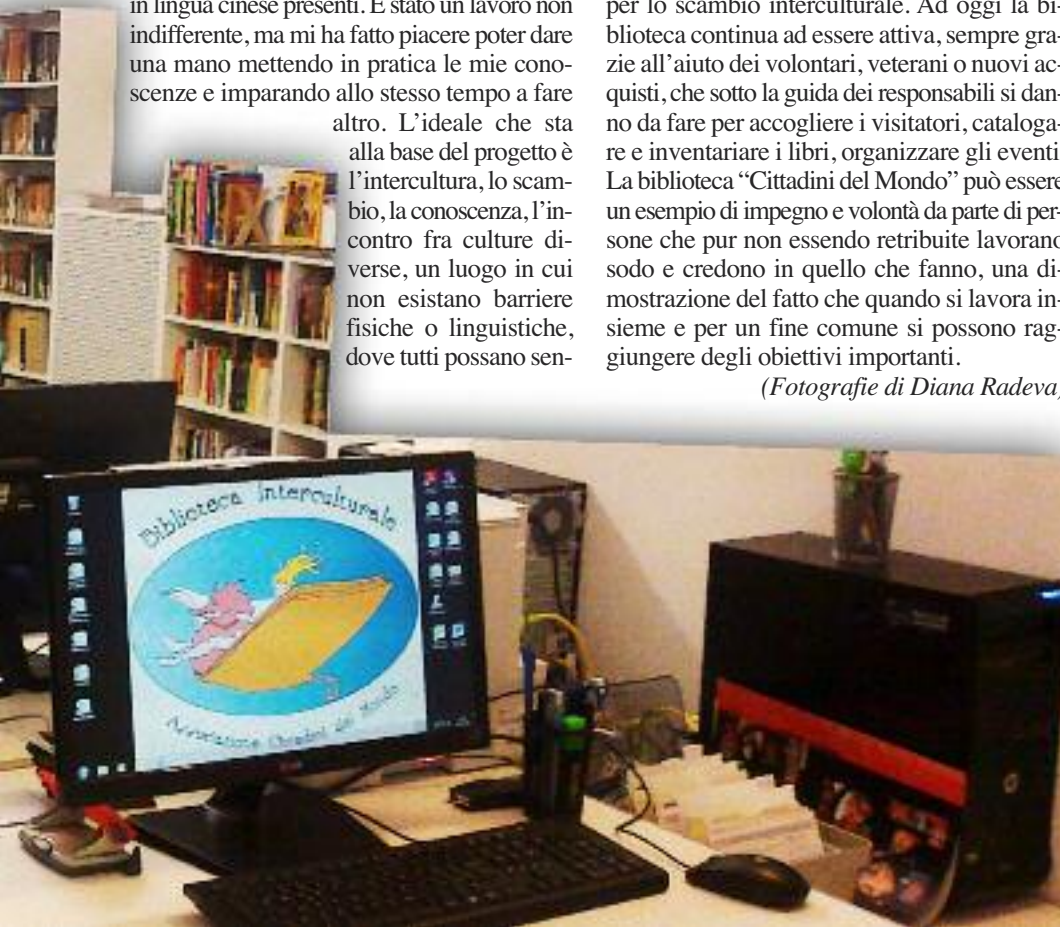 in lingua cinese presenti. È stato un lavoro non
indifferente, ma mi ha fatto piacere poter dare
una mano mettendo in pratica le mie cono-
scenze e imparando allo stesso tempo a fare
altro. L'ideale che sta
alla base del progetto è
l'intercultura, lo scam-
bio, la conoscenza, l'in-
contro fra culture di-
verse, un luogo in cui
non esistano barriere
fisiche o linguistiche,
dove tutti possano sen-
per lo scambio interculturale. Ad oggi la bi-
blioteca continua ad essere attiva, sempre gra-
zie all'aiuto dei volontari, veterani o nuovi ac-
quisti, che sotto la guida dei responsabili si dan-
no da fare per accogliere i visitatori, cataloga-
re e inventariare i libri, organizzare gli eventi
La biblioteca “Cittadini del Mondo” può essere
un esempio di impegno e volontà da parte di per-
sone che pur non essendo retribuite lavorano
sodo e credono in quello che fanno, una di-
mostrazione del fatto che quando si lavora in-
sieme e per un fine comune si possono rag-
giungere degli obiettivi importanti.
(Fotografie di Diana Radeva)
Biblioteca Interculturale
Associazione Cittadini del Mondo